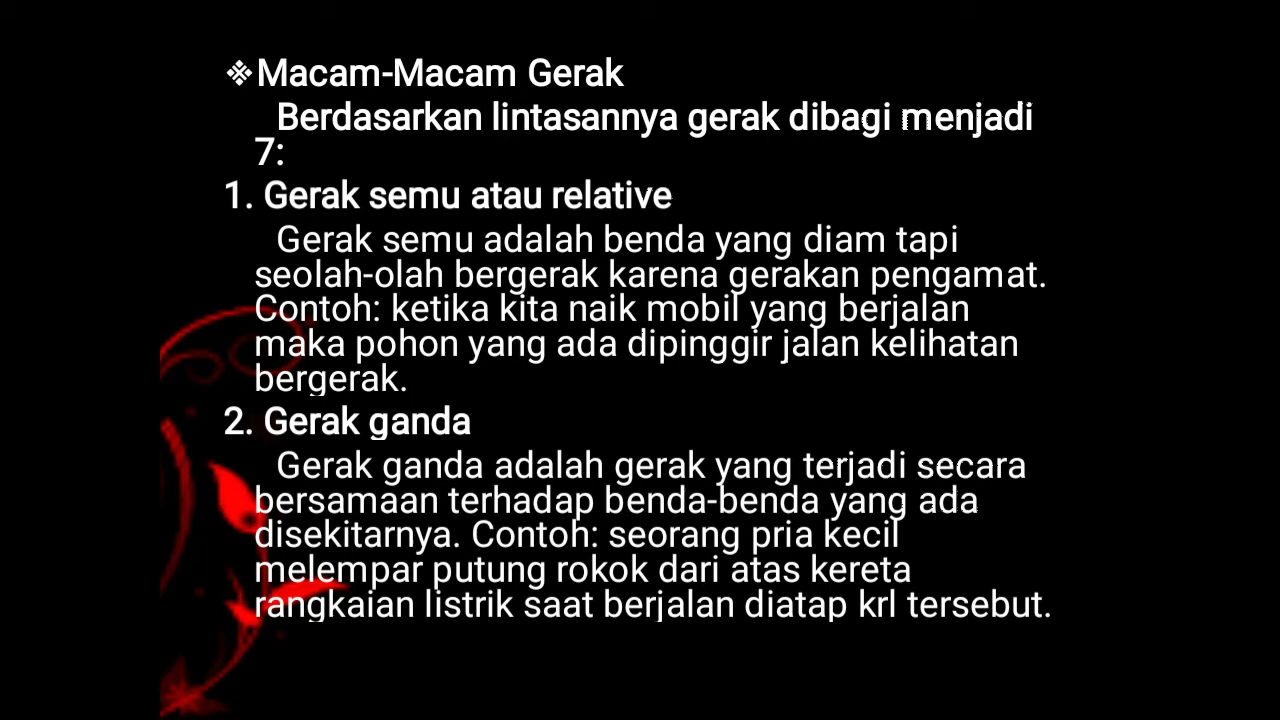 ❖Macam-Macam Gerak
Berdasarkan lintasannya gerak dibagi menjadi
7:
1. Gerak semu atau relative
Gerak semu adalah benda yang diam tapi
seolah-olah bergerak karena gerakan pengamat.
Contoh: ketika kita naik mobil yang berjalan
maka pohon yang ada dipinggir jalan kelihatan
bergerak.
2. Gerak ganda
Gerak ganda adalah gerak yang terjadi secara
bersamaan terhadap benda-benda yang ada
disekitarnya. Contoh: seorang pria kecil
melempar putung rokok dari atas kereta
rangkaian listrik saat berjalan diatap krl tersebut.